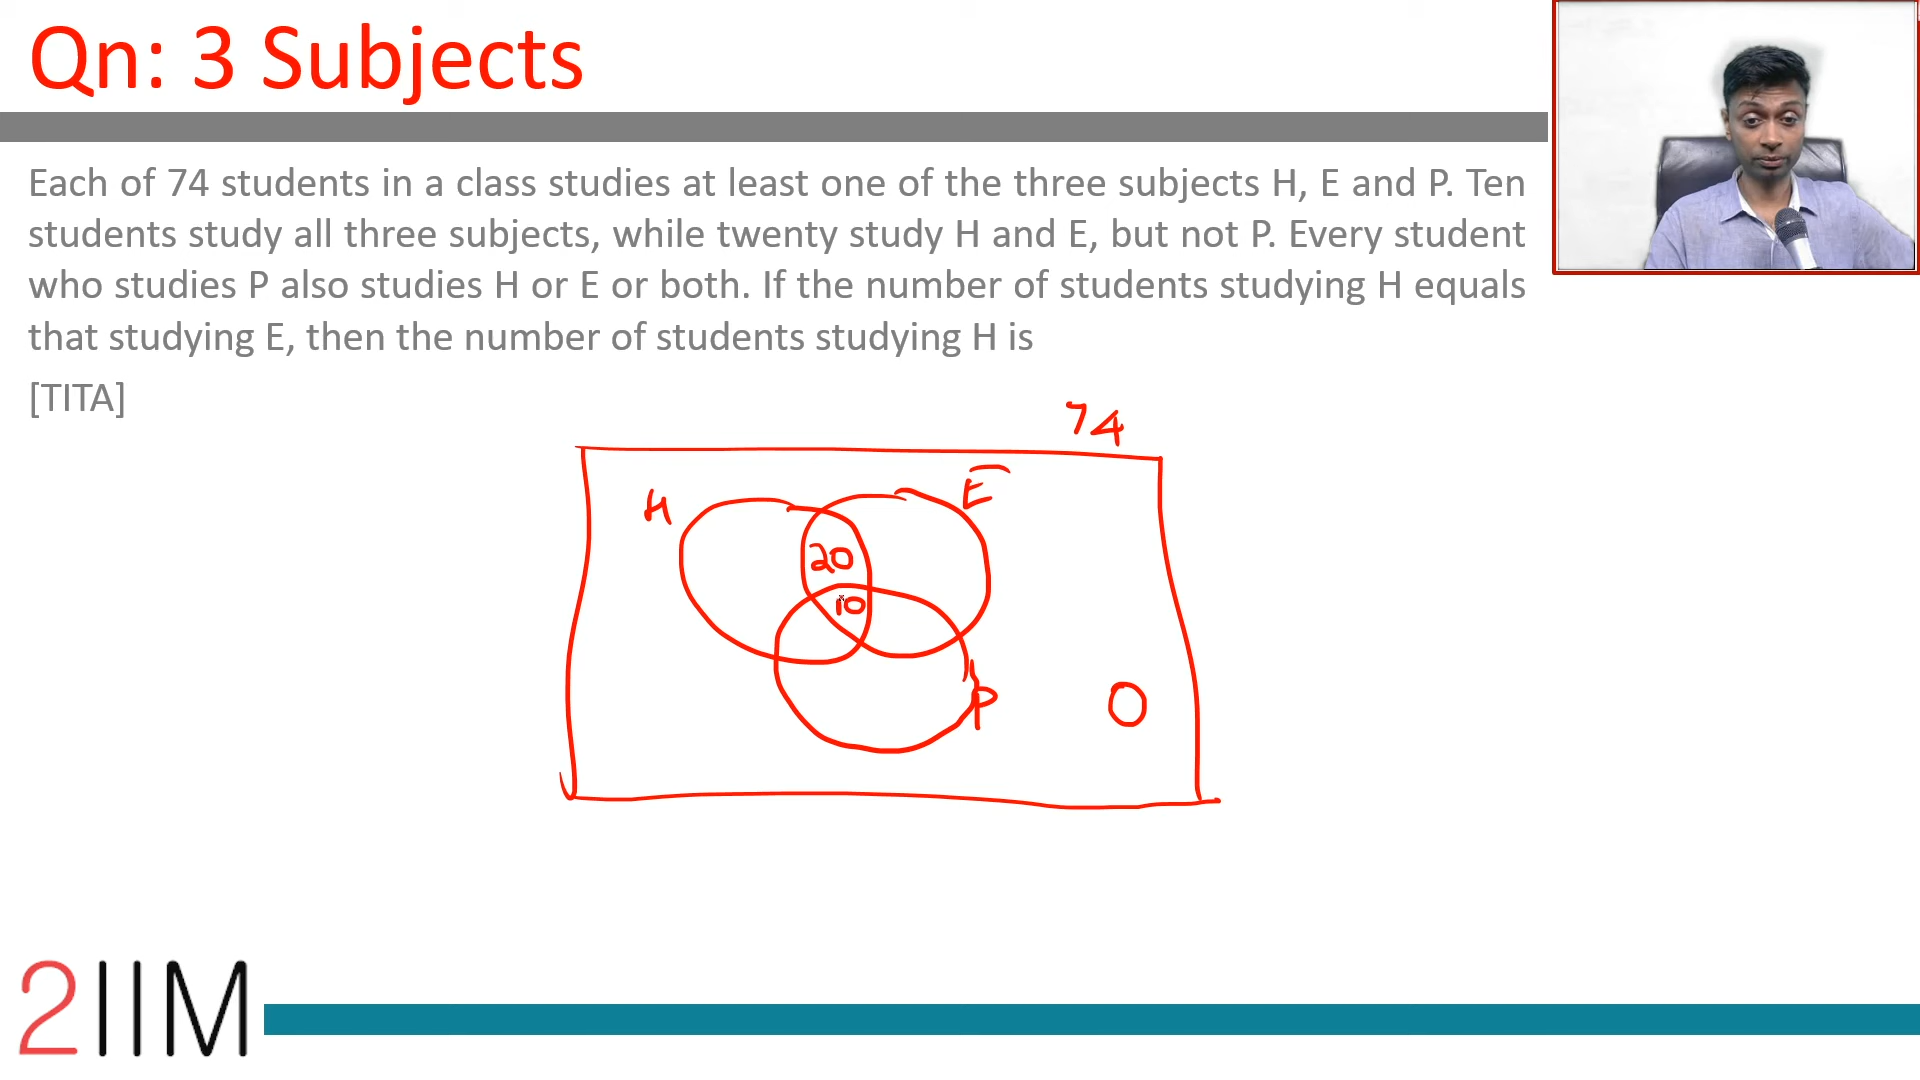 Qn: 3 Subjects
Each of 74 students in a class studies at least one of the three subjects H, E and P. Ten
students study all three subjects, while twenty study H and E, but not P. Every student
who studies P also studies H or E or both. If the number of students studying H equals
that studying E, then the number of students studying H is
[TITA]
74
H
E
20
10
P
0
2IIM